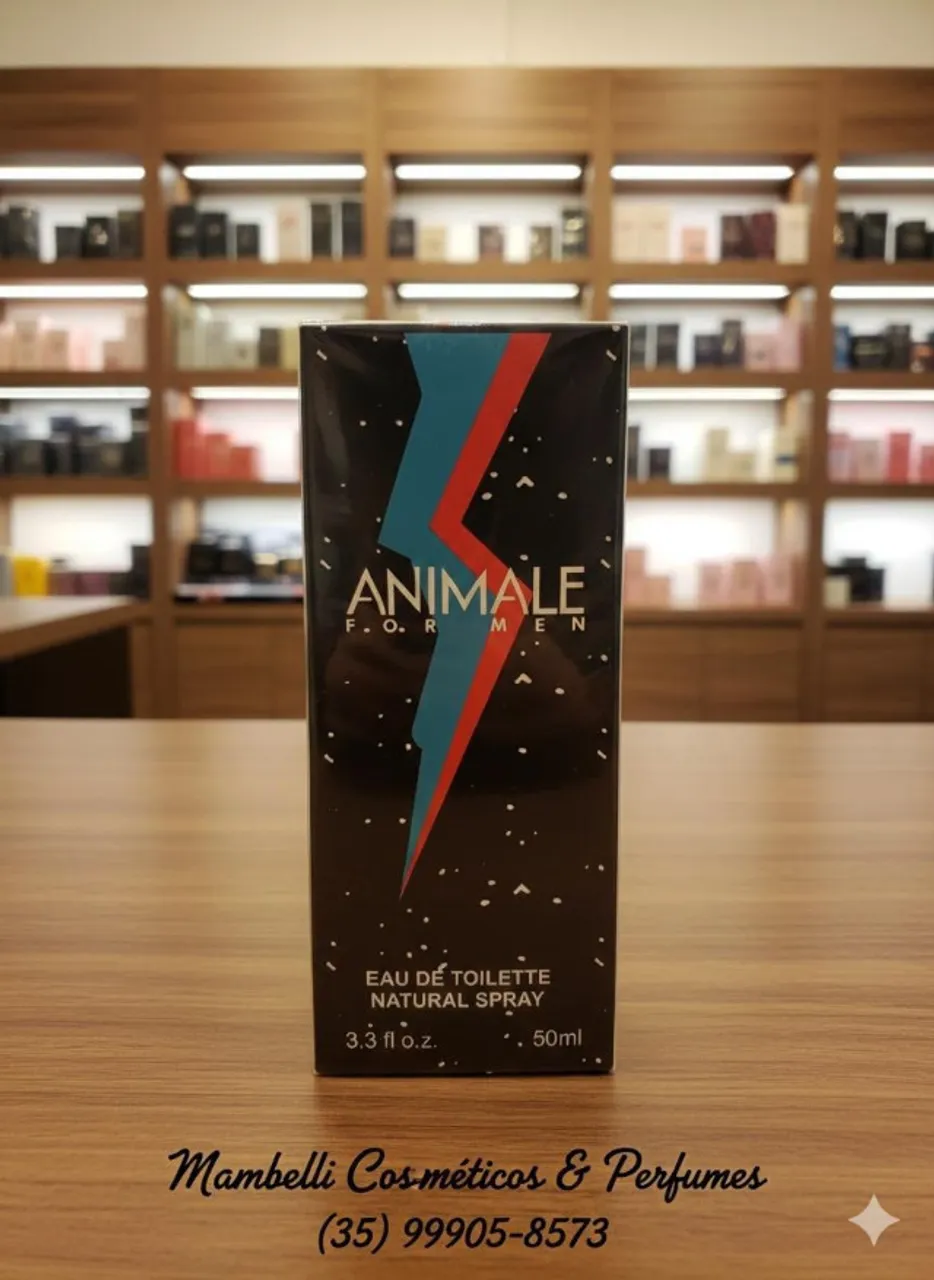 ANIMALE
FOR MEN
EAU DE TOILETTE
NATURAL SPRAY
3.3 fl o.z. 50ml
Mambelli Cosméticos & Perfumes
(35) 99905-8573